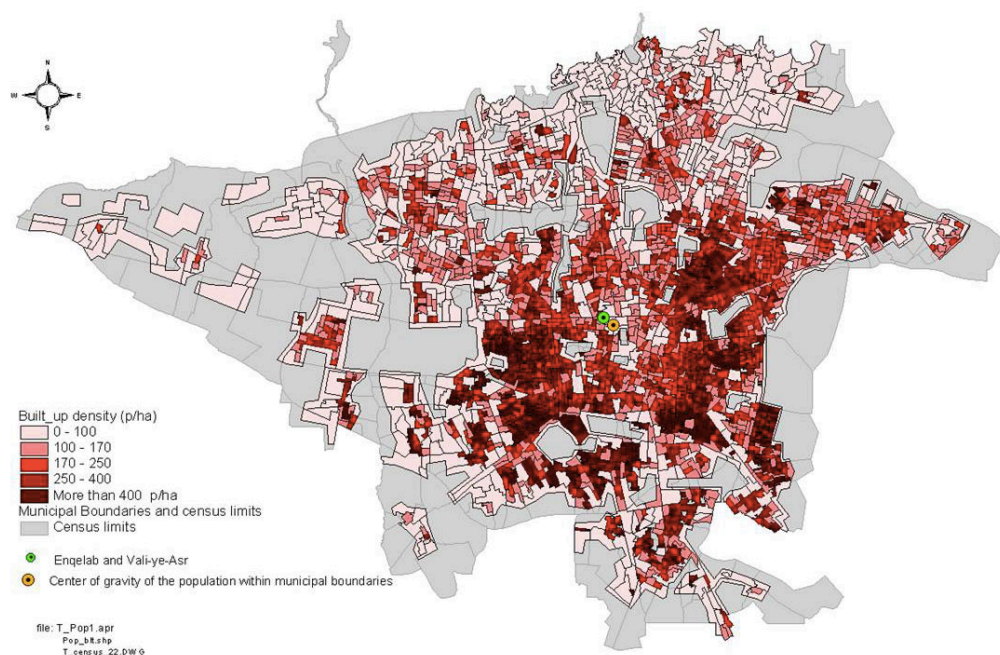 N
W E
S
Built_up density (p/ha)
0 - 100
100 - 170
170 - 250
250 - 400
More than 400 p/ha
Municipal Boundaries and census limits
Census limits
Enqelab and Vali-ye-Asr
Center of gravity of the population within municipal boundaries
file: T_Pop1.apr
Pop_blt.shp
T_census_22.DWG